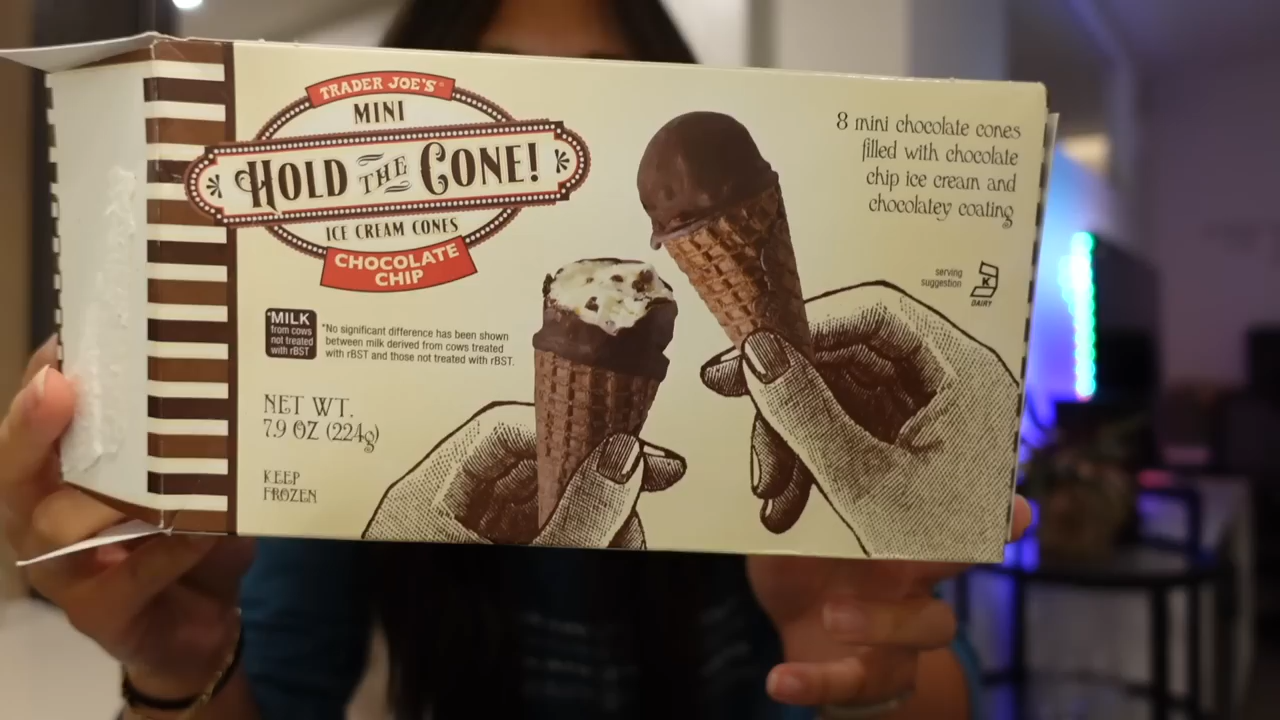 TRADER JOE'S®
MINI
HOLD THE CONE!
ICE CREAM CONES
CHOCOLATE
CHIP
*MILK
from cows
not treated
with rBST
*No significant difference has been shown
between milk derived from cows treated
with rBST and those not treated with rBST.
NET WT.
7.9 OZ (224g)
KEEP
FROZEN
8 mini chocolate cones
filled with chocolate
chip ice cream and
chocolatey coating
serving
suggestion
K
DAIRY